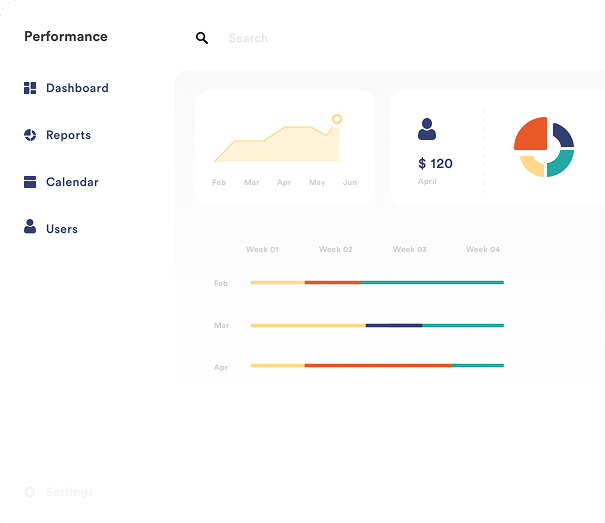 Performance
Search
Dashboard
Reports
Calendar
Users
Settings
Feb Mar Apr May Jun
$ 120
April
Week 01 Week 02 Week 03 Week 04
Feb
Mar
Apr